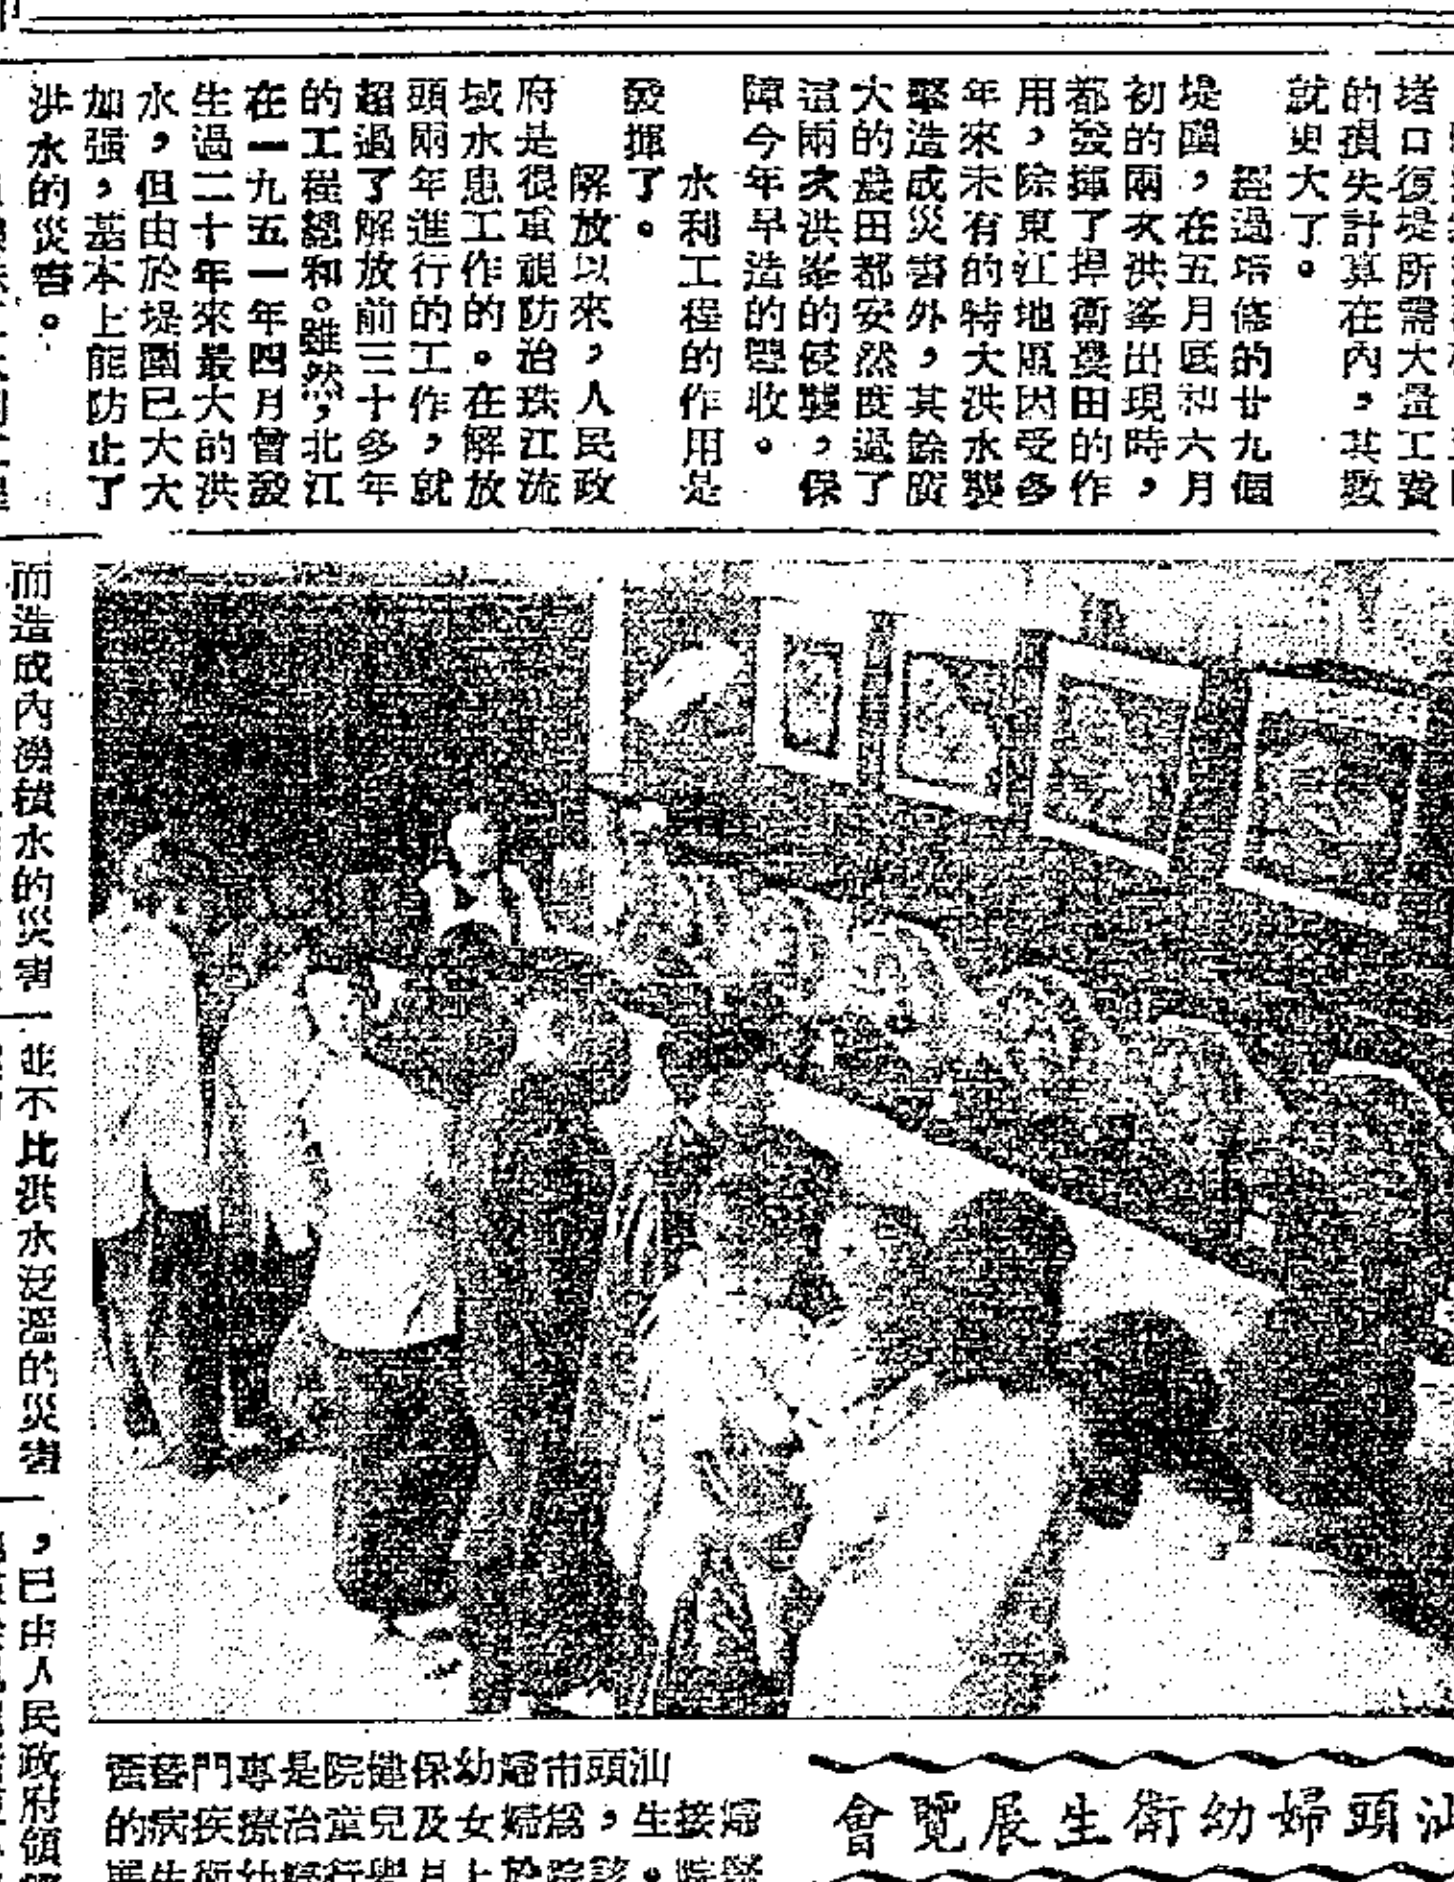 堵口復堤所需大量工費
的損失計算在內，其數
就更大了。
經過培修的廿九個
堤圍，在五月底和六月
初的兩次洪峯出現時，
都發揮了捍衞農田的作
用，除東江地區因受多
年來未有的特大洪水襲
擊造成災害外，其餘廣
大的農田都安然度過了
這兩次洪峯的侵襲，保
障今年早造的豐收。
水利工程的作用是
發揮了。
解放以來，人民政
府是很重視防治珠江流
域水患工作的。在解放
頭兩年進行的工作，就
超過了解放前三十多年
的工程總和。雖然，北江
在一九五一年四月曾發
生過二十年來最大的洪
水，但由於堤圍已大大
加强，基本上能防止了
洪水的災害。
而造成內澇積水的災害
並不比洪水泛濫的災害
，已由人民政府領
汕頭婦幼衛生展覽會
汕頭市婦幼保健院是專門替產
婦接生，爲婦女及兒童治療疾病的